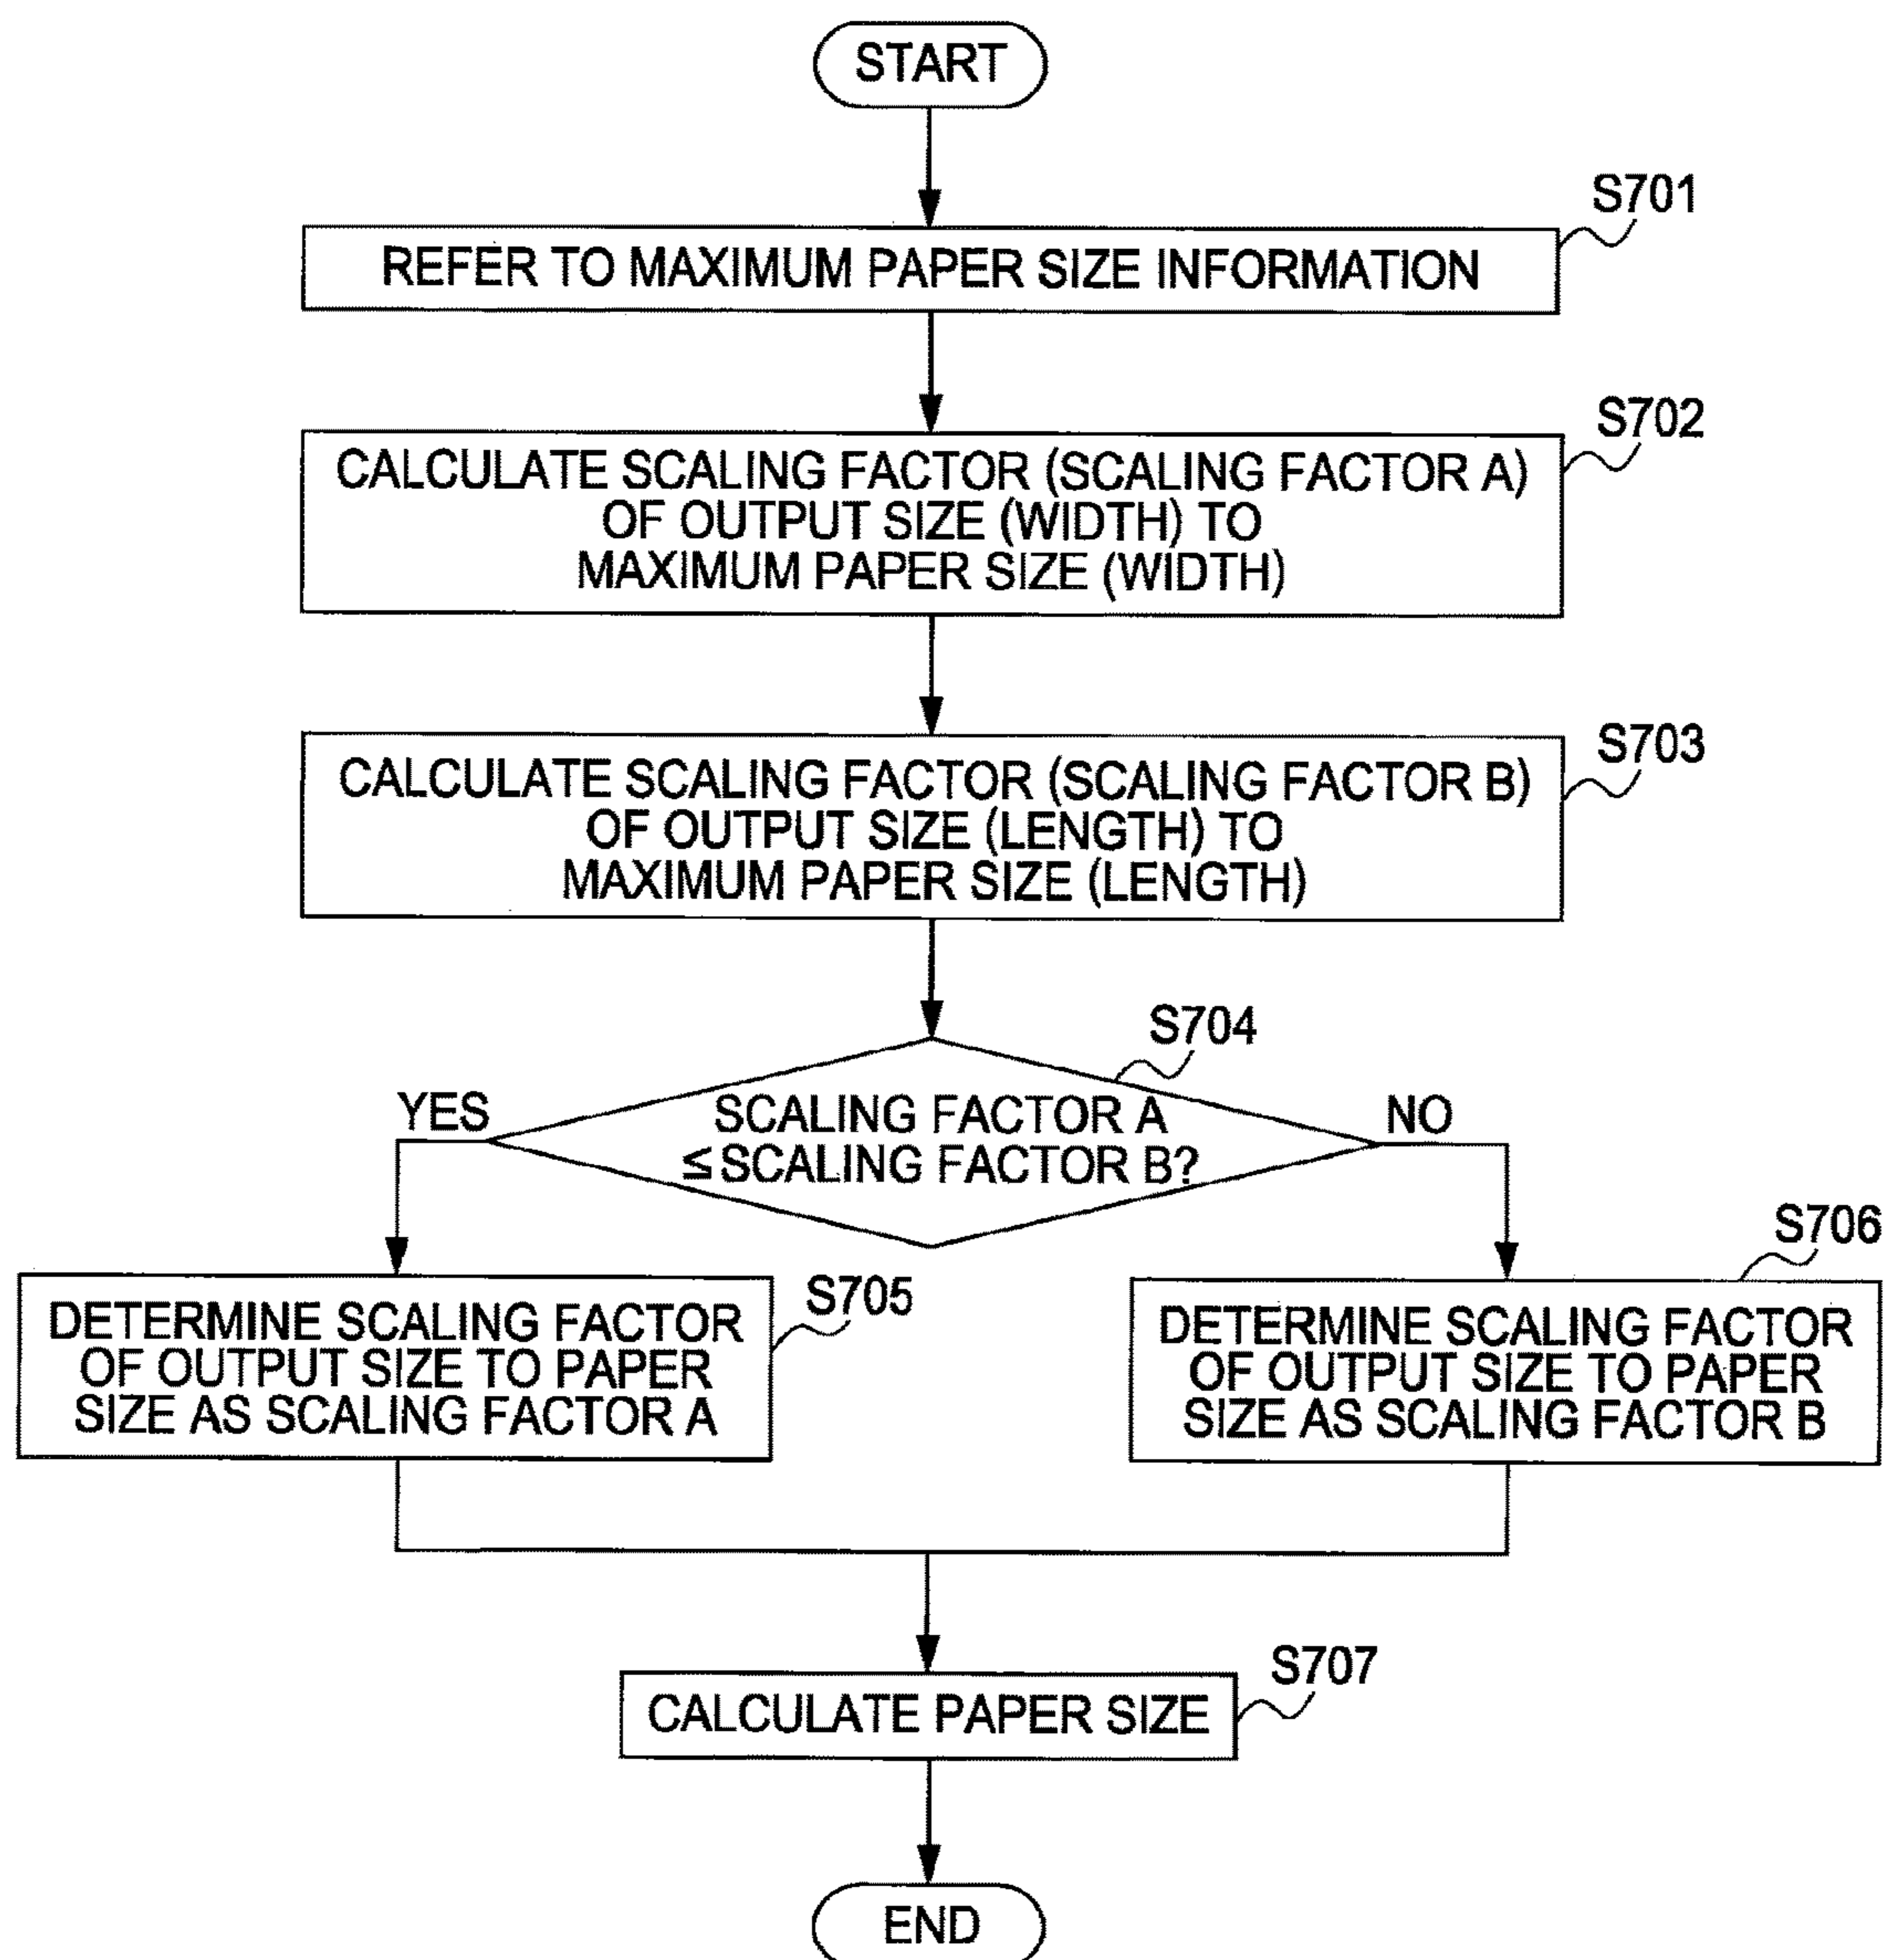 START
S701
REFER TO MAXIMUM PAPER SIZE INFORMATION
S702
CALCULATE SCALING FACTOR (SCALING FACTOR A)
OF OUTPUT SIZE (WIDTH) TO
MAXIMUM PAPER SIZE (WIDTH)
S703
CALCULATE SCALING FACTOR (SCALING FACTOR B)
OF OUTPUT SIZE (LENGTH) TO
MAXIMUM PAPER SIZE (LENGTH)
S704
SCALING FACTOR A
≤ SCALING FACTOR B?
YES
NO
S705
DETERMINE SCALING FACTOR
OF OUTPUT SIZE TO PAPER
SIZE AS SCALING FACTOR A
S706
DETERMINE SCALING FACTOR
OF OUTPUT SIZE TO PAPER
SIZE AS SCALING FACTOR B
S707
CALCULATE PAPER SIZE
END